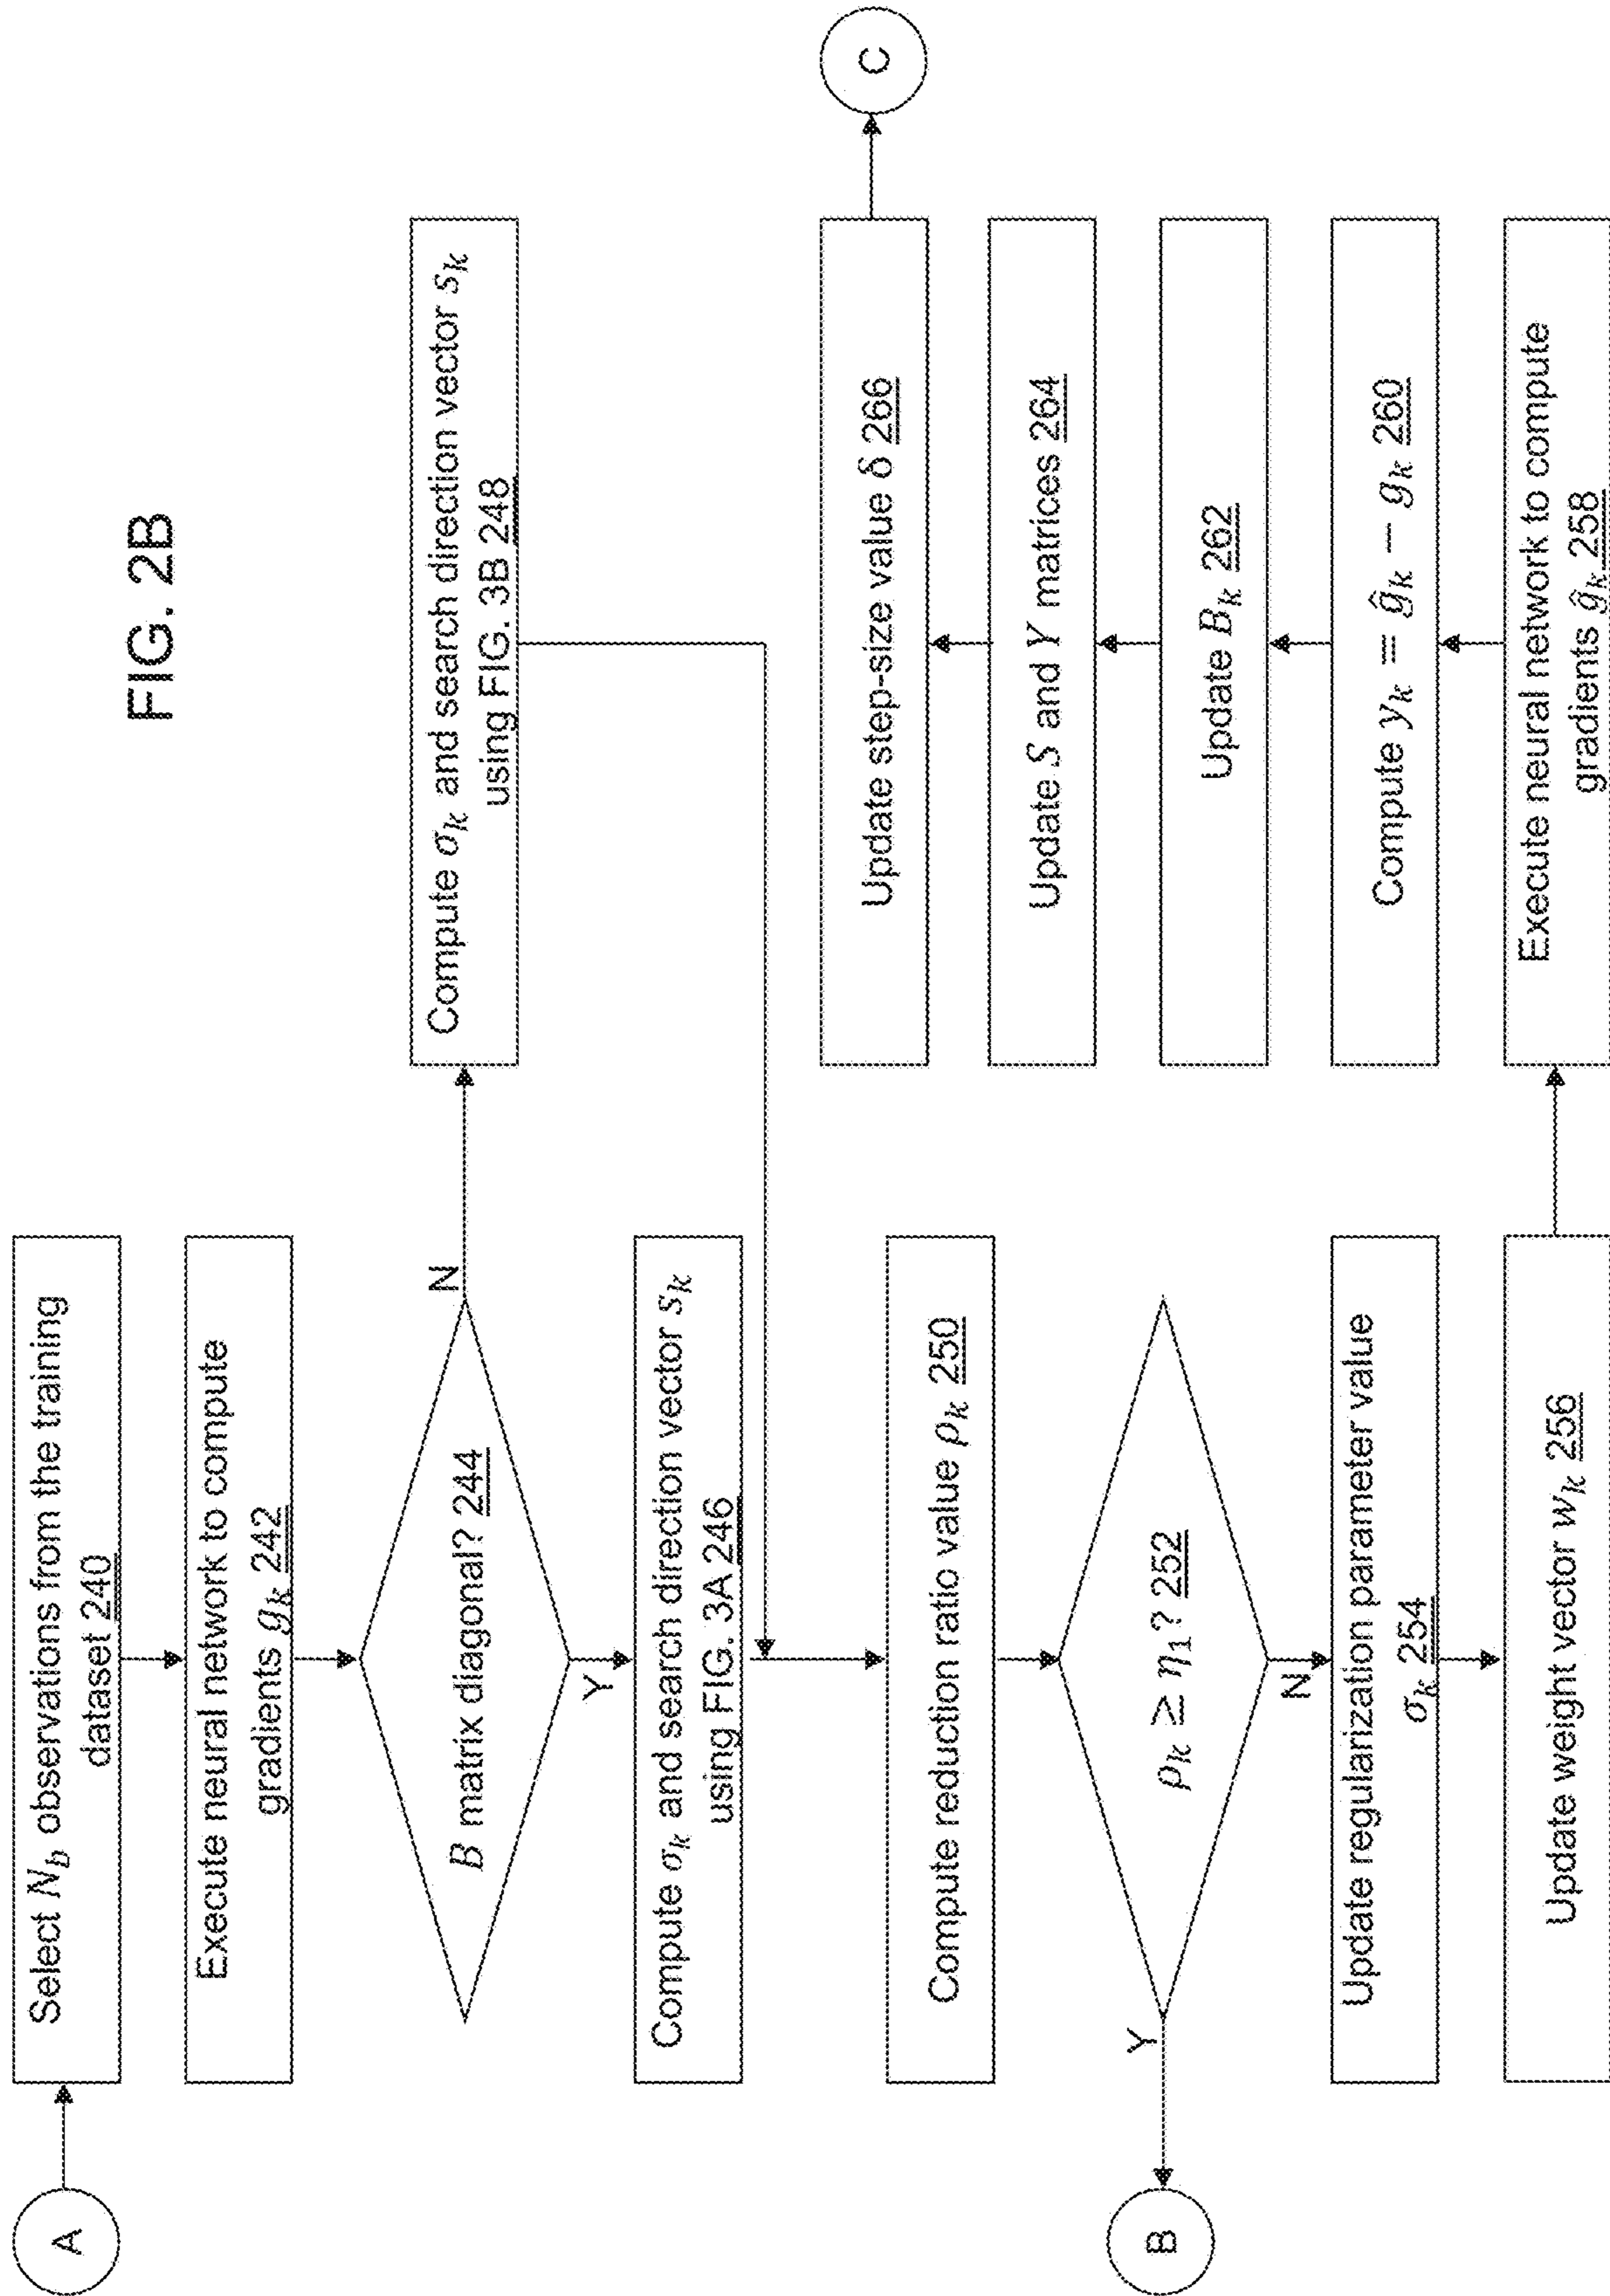 FIG. 2B
A
Select N_b observations from the training
dataset 240
Execute neural network to compute
gradients g_k 242
B matrix diagonal? 244
N
Y
Compute σ_k and search direction vector s_k
using FIG. 3B 248
Compute σ_k and search direction vector s_k
using FIG. 3A 246
Compute reduction ratio value ρ_k 250
ρ_k ≥ η_1? 252
Y
B
N
Update regularization parameter value
σ_k 254
Update weight vector w_k 256
Execute neural network to compute
gradients ĝ_k 258
Compute y_k = ĝ_k − g_k 260
Update B_k 262
Update S and Y matrices 264
Update step-size value δ 266
C